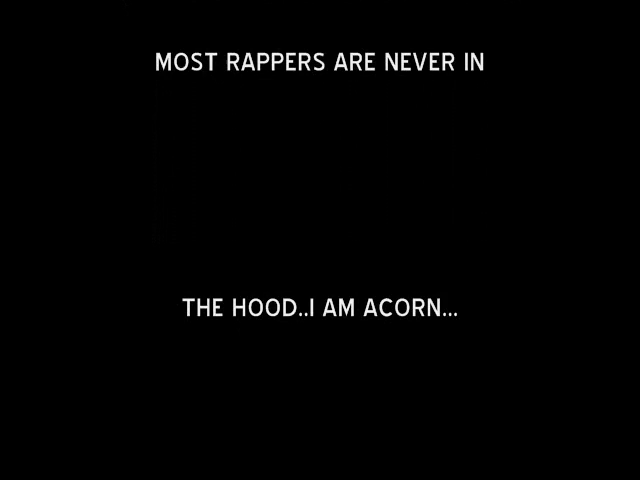 MOST RAPPERS ARE NEVER IN
THE HOOD..I AM ACORN...